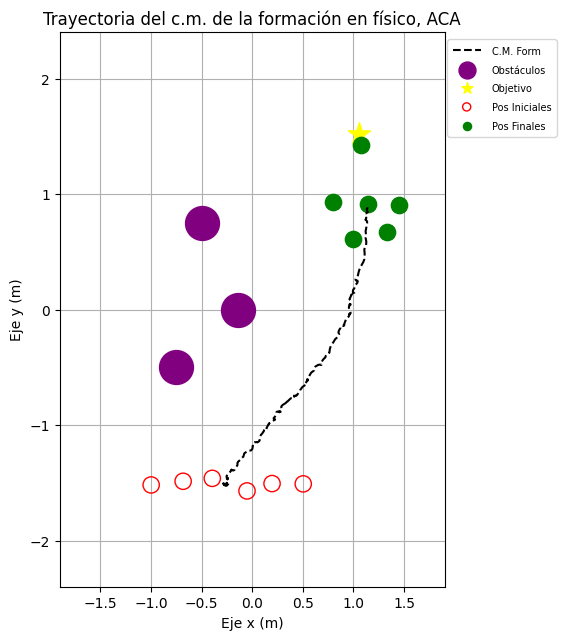 Trayectoria del c.m. de la formación en físico, ACA
C.M. Form
Obstáculos
Objetivo
Pos Iniciales
Pos Finales
Eje y (m)
2
1
0
−1
−2
−1.5
−1.0
−0.5
0.0
0.5
1.0
1.5
Eje x (m)